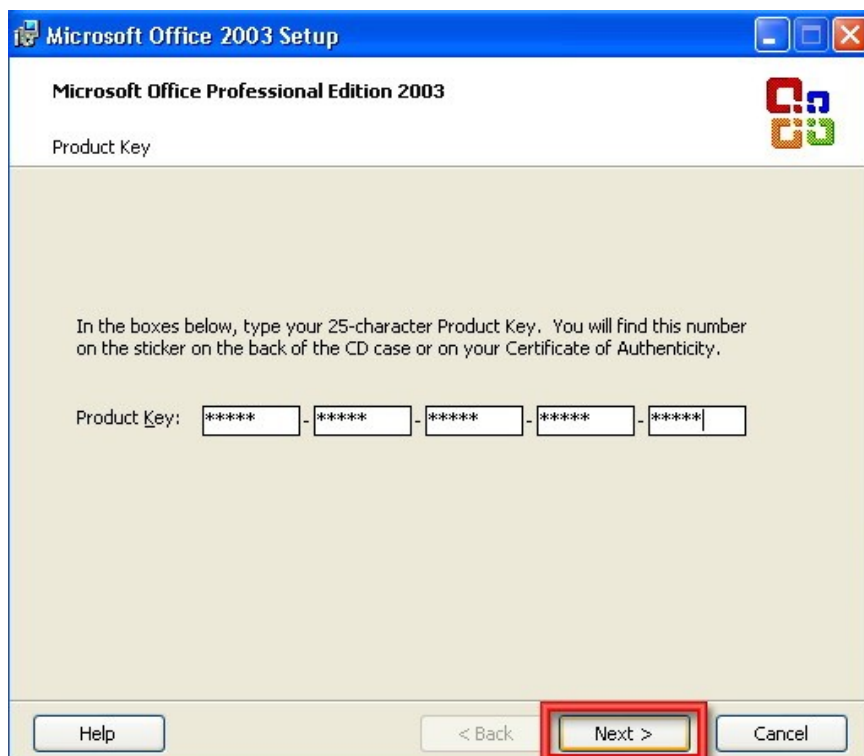 Microsoft Office 2003 Setup
Microsoft Office Professional Edition 2003
Product Key
In the boxes below, type your 25-character Product Key. You will find this number
on the sticker on the back of the CD case or on your Certificate of Authenticity.
Product Key: ***** - ***** - ***** - ***** - *****
Help < Back Next > Cancel